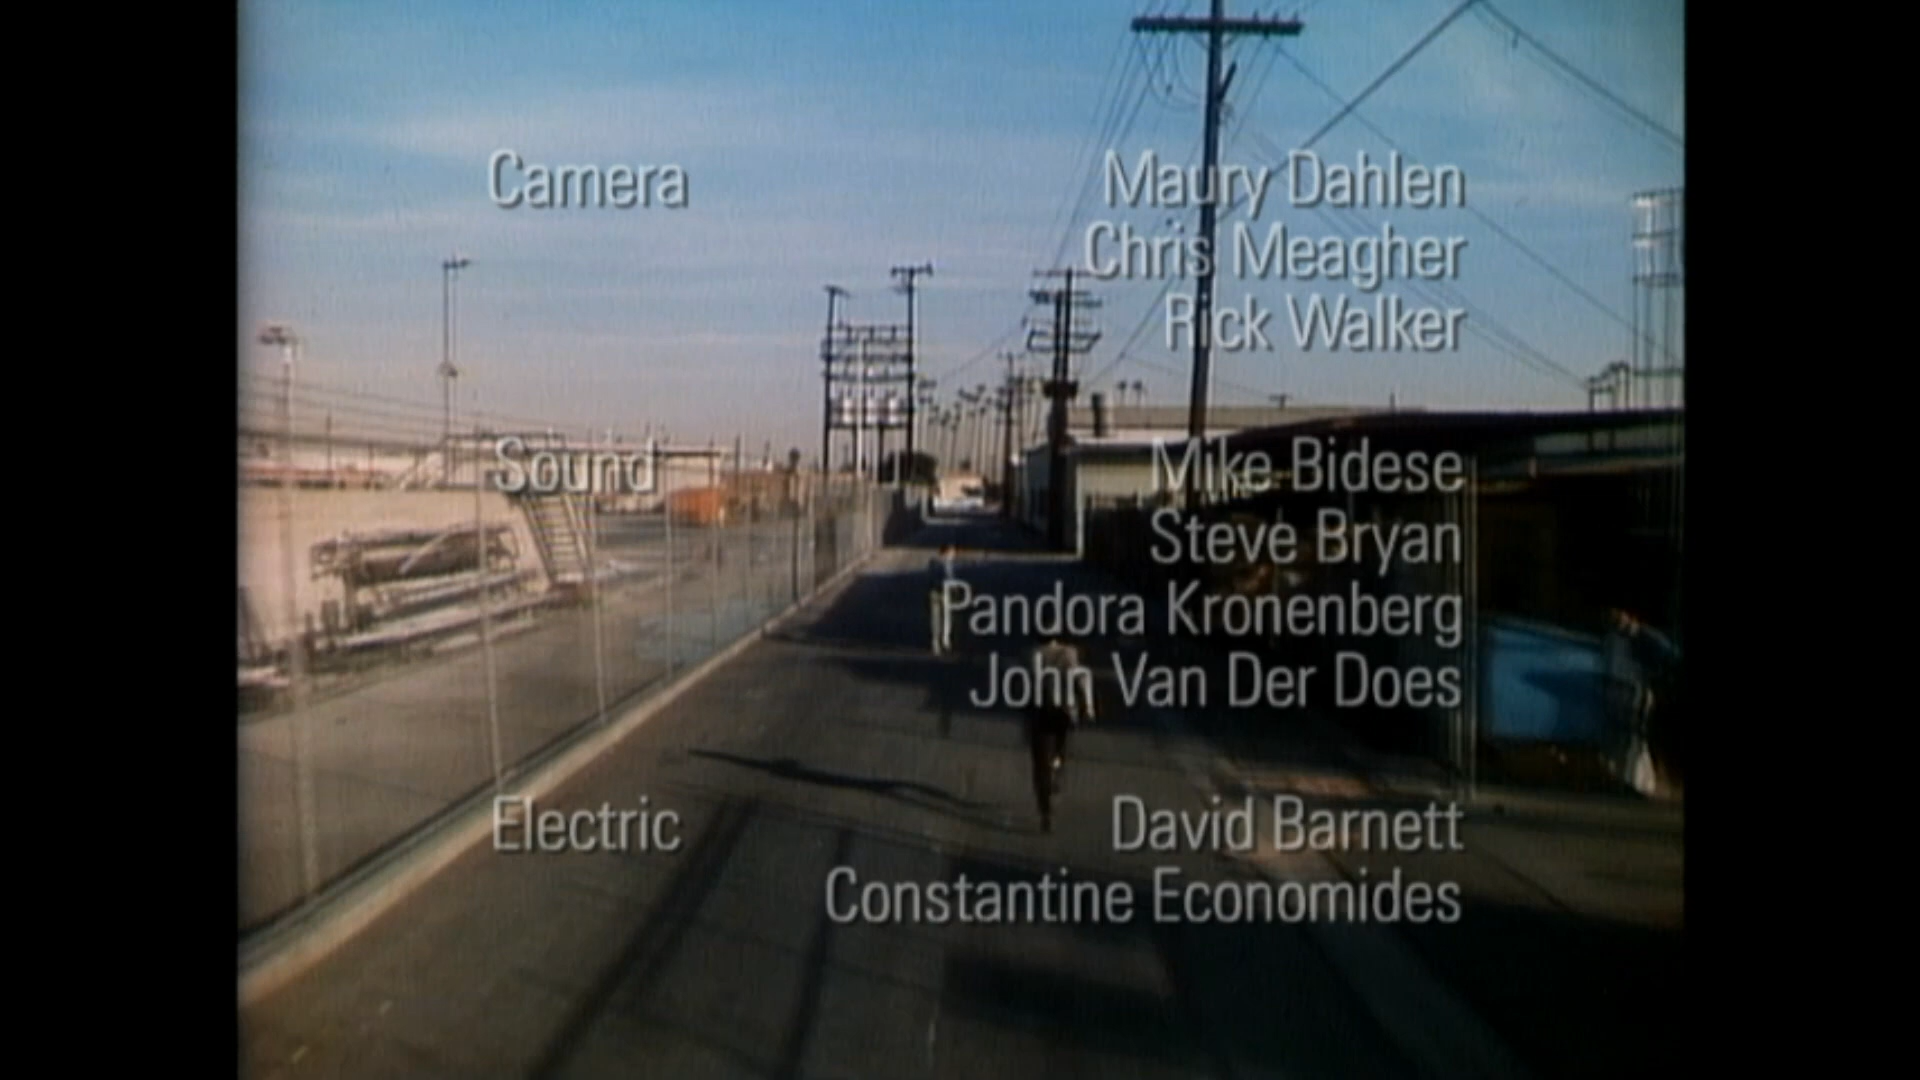 Camera
Maury Dahlen
Chris Meagher
Rick Walker
Sound
Mike Bidese
Steve Bryan
Pandora Kronenberg
John Van Der Does
Electric
David Barnett
Constantine Economides